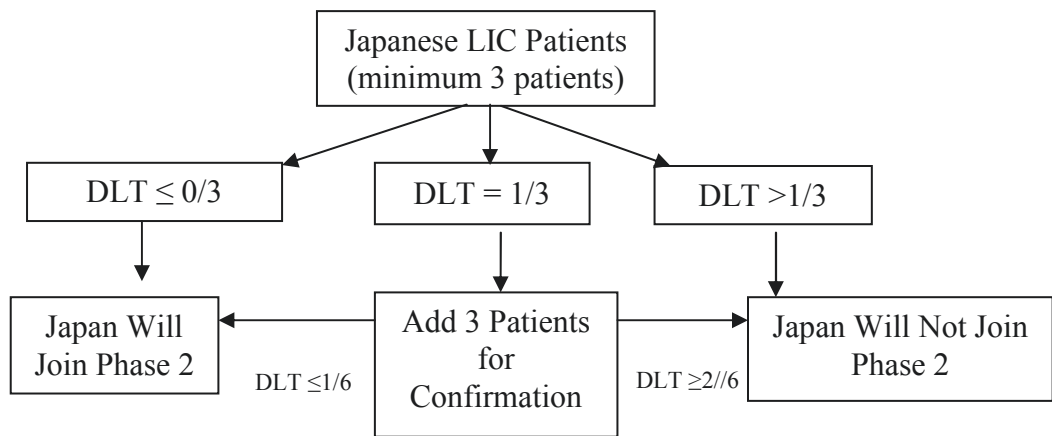 Japanese LIC Patients
(minimum 3 patients)
DLT ≤ 0/3
DLT = 1/3
DLT >1/3
Japan Will
Join Phase 2
DLT ≤1/6
Add 3 Patients
for
Confirmation
DLT ≥2//6
Japan Will Not Join
Phase 2